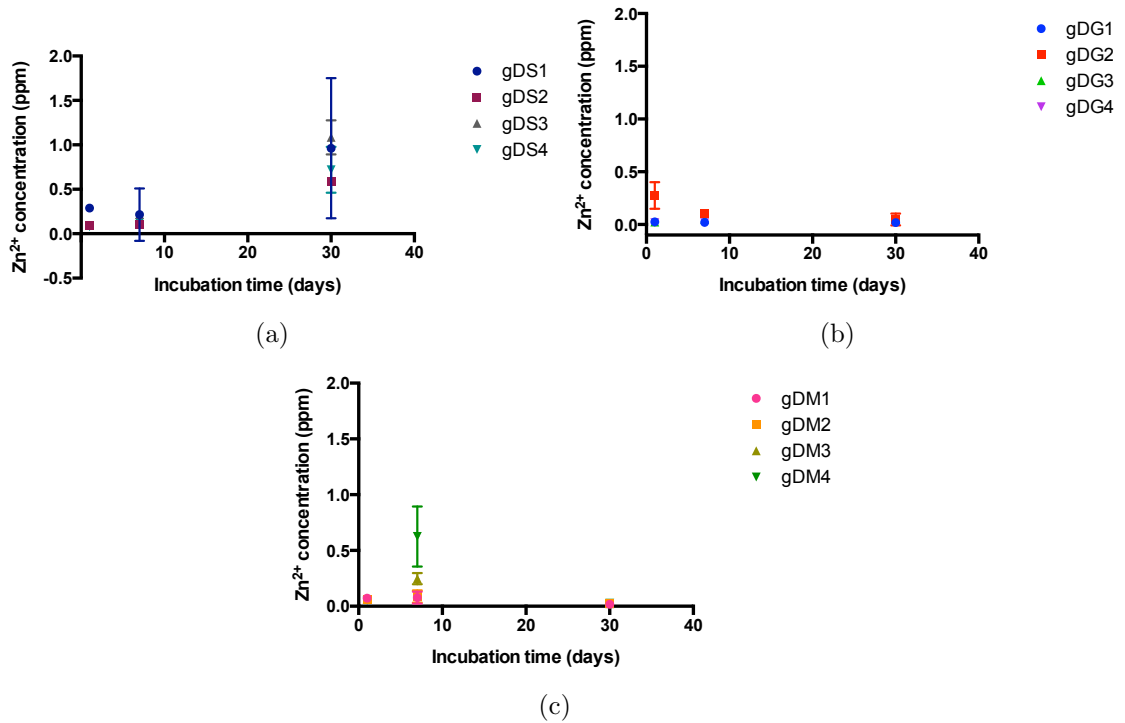 Zn²⁺ concentration (ppm)
2.0
1.5
1.0
0.5
0.0
-0.5
10
20
30
40
Incubation time (days)
gDS1
gDS2
gDS3
gDS4
(a)
Zn²⁺ concentration (ppm)
2.0
1.5
1.0
0.5
0.0
0
10
20
30
40
Incubation time (days)
gDG1
gDG2
gDG3
gDG4
(b)
Zn²⁺ concentration (ppm)
2.0
1.5
1.0
0.5
0.0
0
10
20
30
40
Incubation time (days)
gDM1
gDM2
gDM3
gDM4
(c)